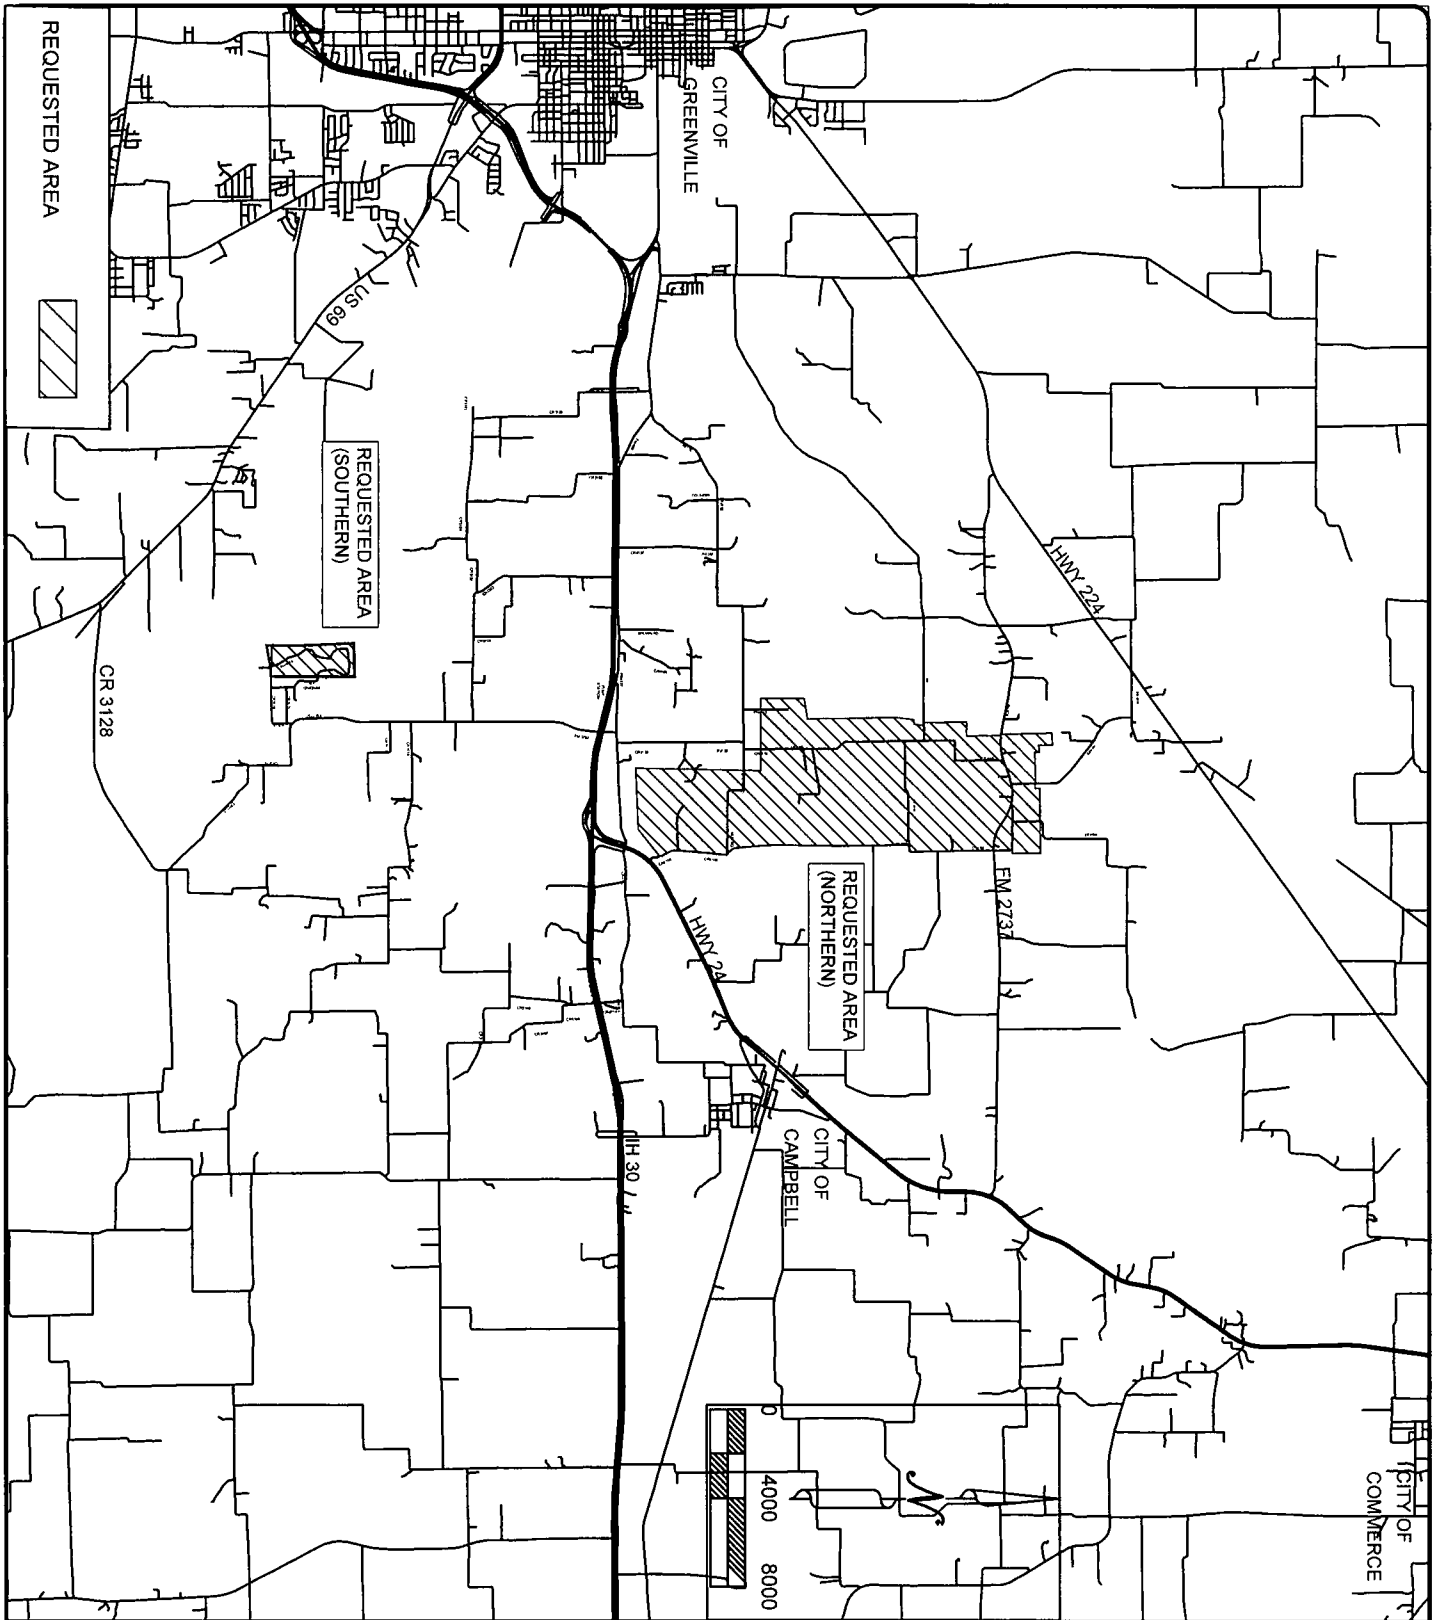 CITY OF
COMMERCE
HWY 224
FM 2737
CITY OF
GREENVILLE
REQUESTED AREA
(NORTHERN)
HWY 24
CITY OF
CAMPBELL
0 4000 8000
IH 30
US 69
REQUESTED AREA
(SOUTHERN)
CR 3128
REQUESTED AREA